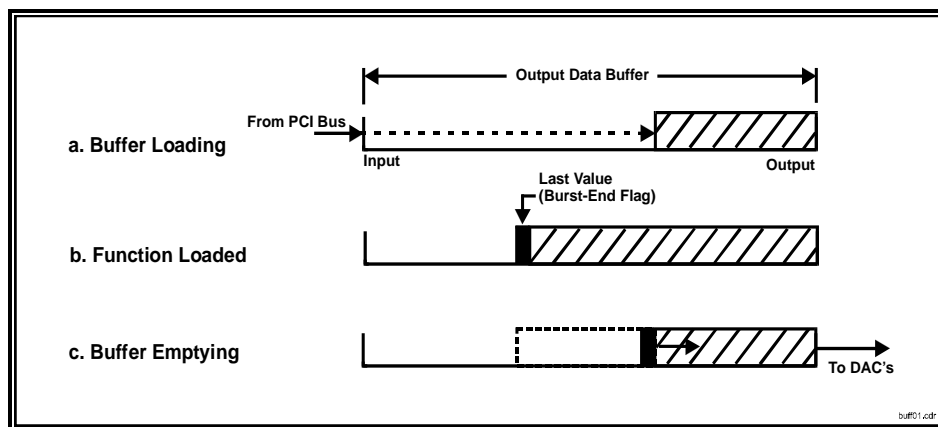 Output Data Buffer
From PCI Bus
a. Buffer Loading
Input
Output
Last Value
(Burst-End Flag)
b. Function Loaded
c. Buffer Emptying
To DAC's
buff01.cdr